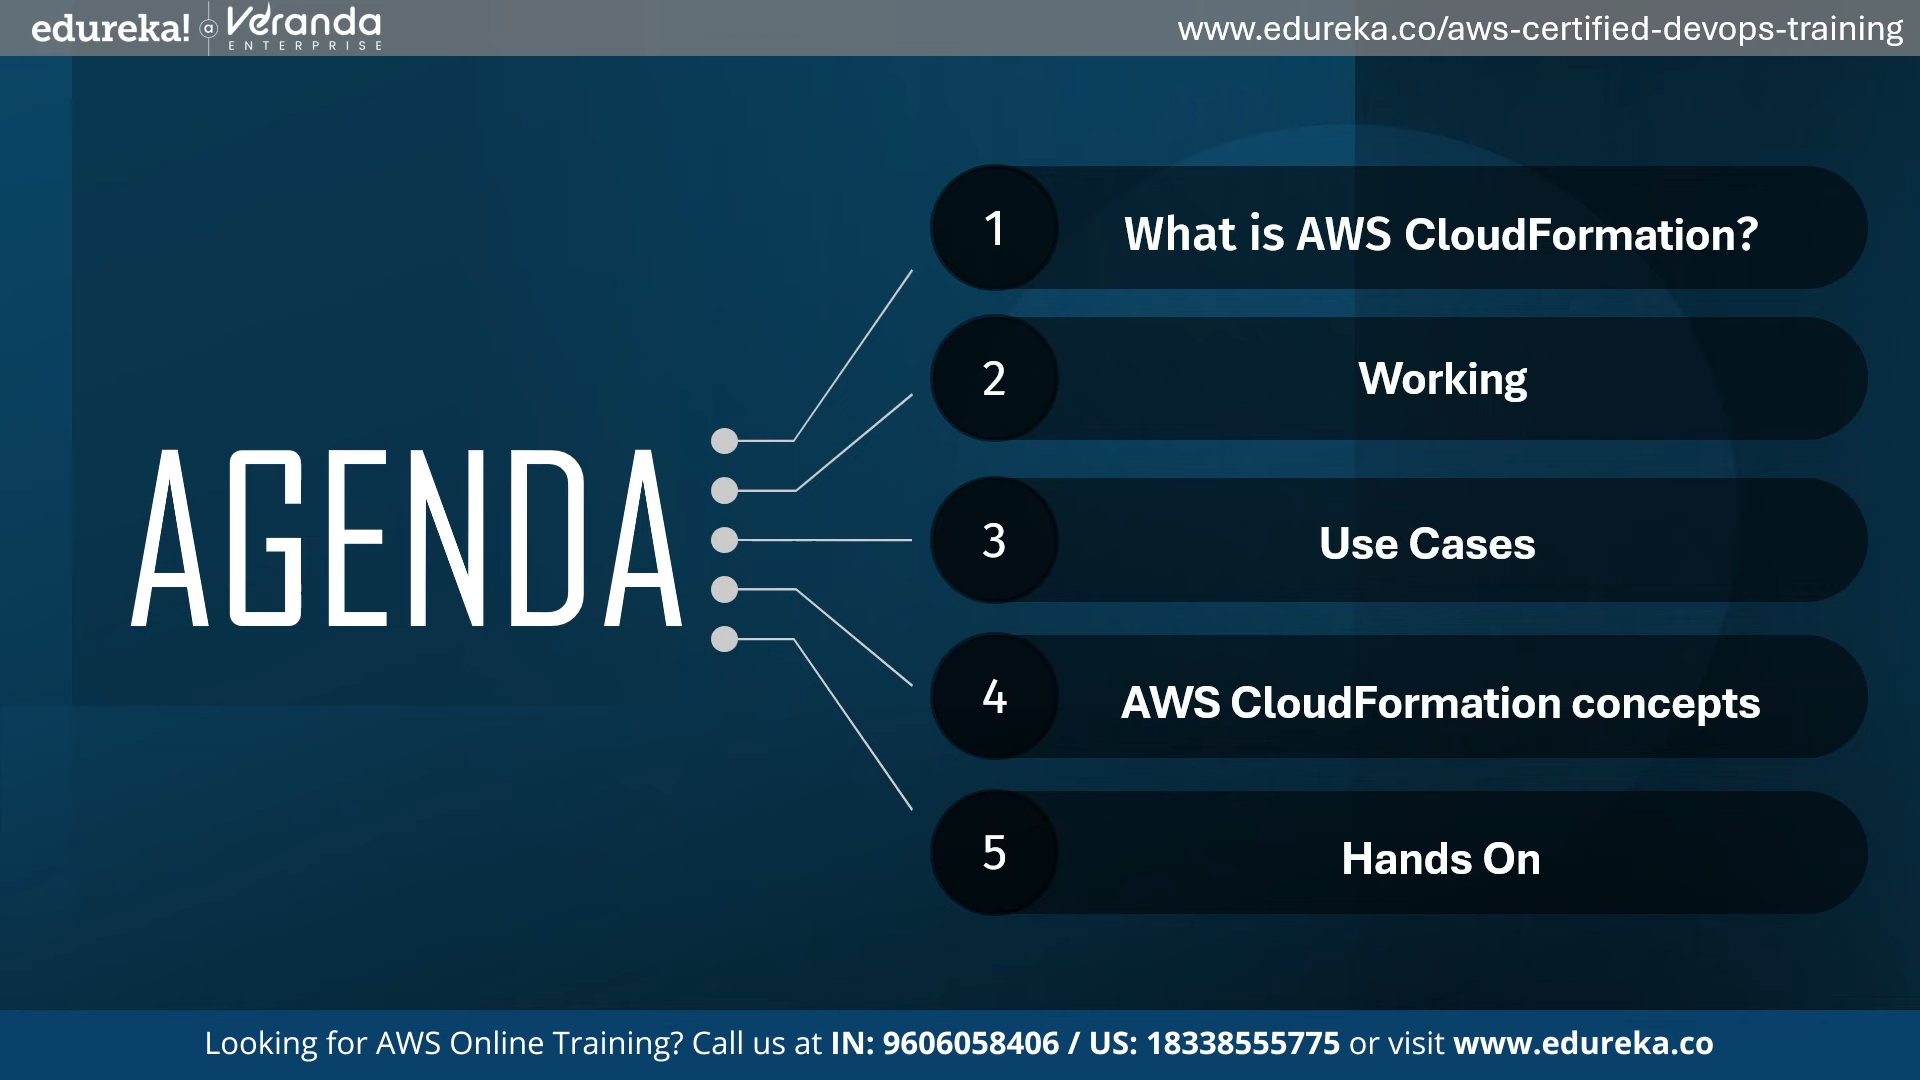 edureka! a Veranda
ENTERPRISE
www.edureka.co/aws-certified-devops-training
AGENDA
1 What is AWS CloudFormation?
2 Working
3 Use Cases
4 AWS CloudFormation concepts
5 Hands On
Looking for AWS Online Training? Call us at IN: 9606058406 / US: 18338555775 or visit www.edureka.co